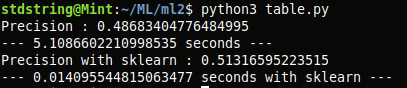 stdstring@Mint:~/ML/ml2$ python3 table.py
Precision : 0.48683404776484995
--- 5.1086602210998535 seconds ---
Precision with sklearn : 0.51316595223515
--- 0.014095544815063477 seconds with sklearn ---